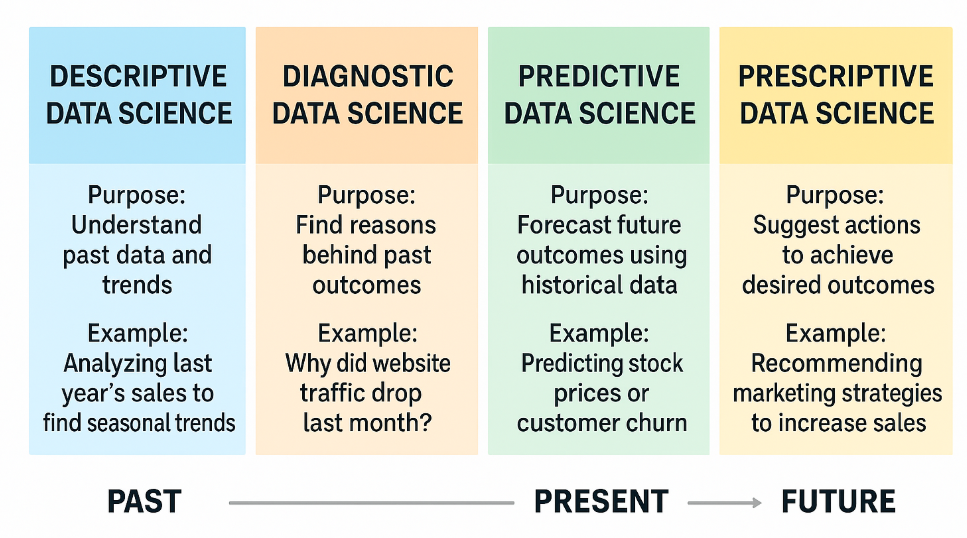 DESCRIPTIVE
DATA SCIENCE
Purpose:
Understand
past data and
trends
Example:
Analyzing last
year's sales to
find seasonal trends
DIAGNOSTIC
DATA SCIENCE
Purpose:
Find reasons
behind past
outcomes
Example:
Why did website
traffic drop
last month?
PREDICTIVE
DATA SCIENCE
Purpose:
Forecast future
outcomes using
historical data
Example:
Predicting stock
prices or
customer churn
PRESCRIPTIVE
DATA SCIENCE
Purpose:
Suggest actions
to achieve
desired outcomes
Example:
Recommending
marketing strategies
to increase sales
PAST
PRESENT
FUTURE